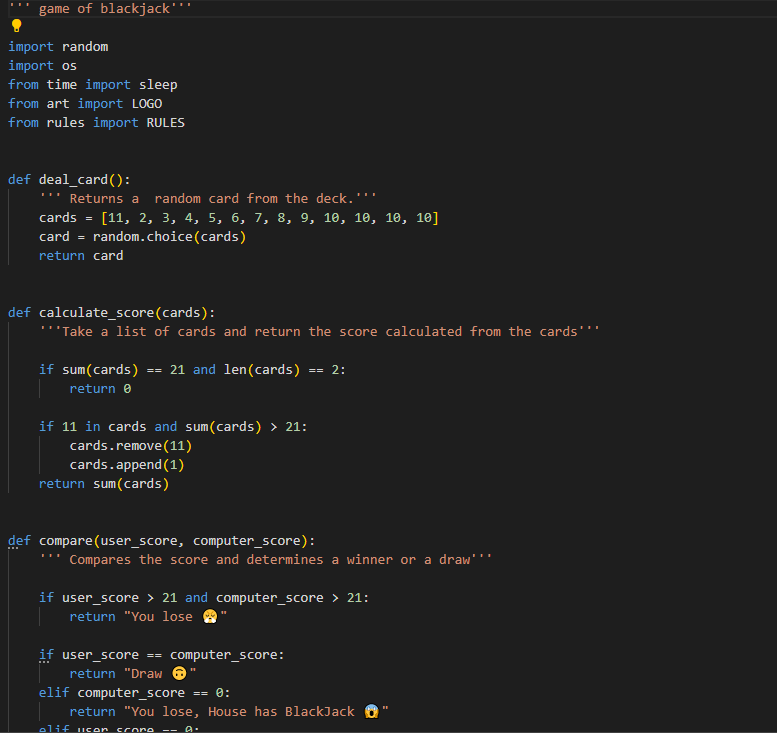 ''' game of blackjack'''
import random
import os
from time import sleep
from art import LOGO
from rules import RULES
def deal_card():
    ''' Returns a  random card from the deck.'''
    cards = [11, 2, 3, 4, 5, 6, 7, 8, 9, 10, 10, 10, 10]
    card = random.choice(cards)
    return card
def calculate_score(cards):
    '''Take a list of cards and return the score calculated from the cards'''
    if sum(cards) == 21 and len(cards) == 2:
        return 0
    if 11 in cards and sum(cards) > 21:
        cards.remove(11)
        cards.append(1)
    return sum(cards)
def compare(user_score, computer_score):
    ''' Compares the score and determines a winner or a draw'''
    if user_score > 21 and computer_score > 21:
        return "You lose 😤"
    if user_score == computer_score:
        return "Draw 🙃"
    elif computer_score == 0:
        return "You lose, House has BlackJack 😱"
    elif user_score == 0: